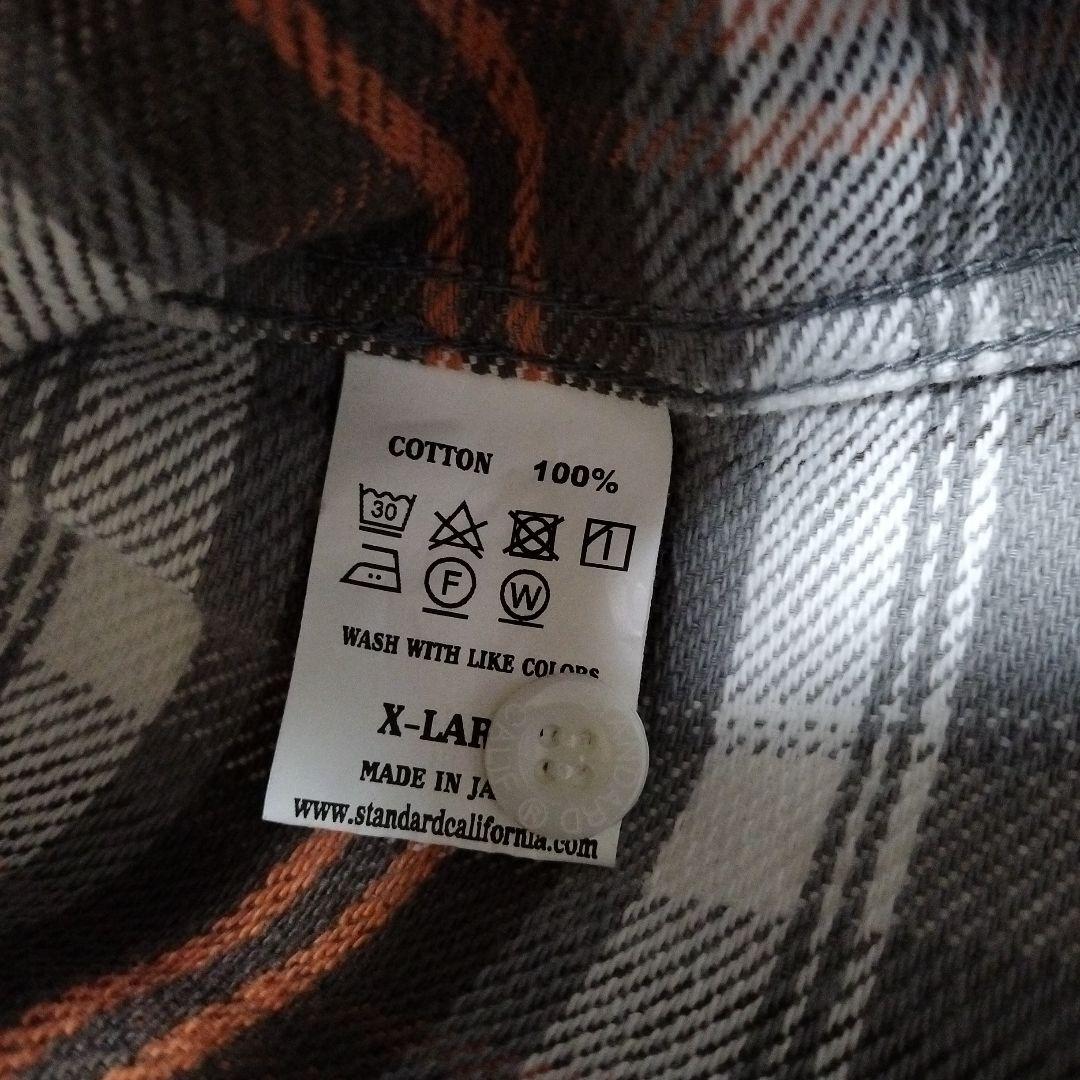 COTTON 100%
30
F W
WASH WITH LIKE COLORS
X-LAR
MADE IN JA
www.standardcalifornia.com